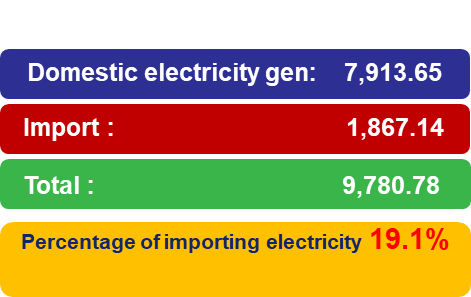 Domestic electricity gen: 7,913.65
Import : 1,867.14
Total : 9,780.78
Percentage of importing electricity 19.1%